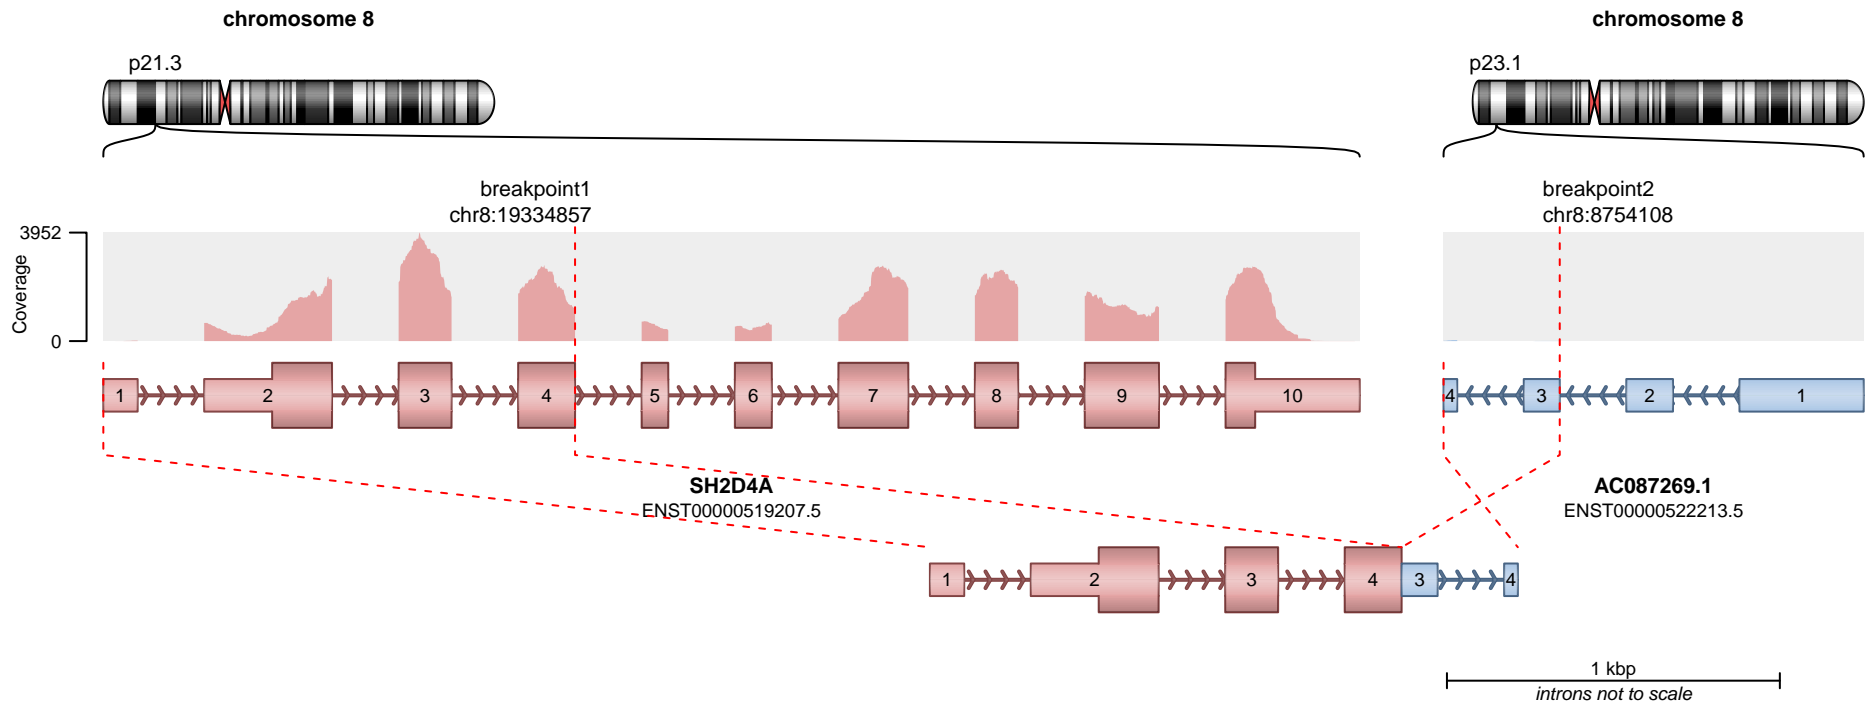 chromosome 8
chromosome 8
p21.3
p23.1
breakpoint1
chr8:19334857
breakpoint2
chr8:8754108
3952
0
Coverage
1 2 3 4 5 6 7 8 9 10
4 3 2 1
SH2D4A
ENST00000519207.5
AC087269.1
ENST00000522213.5
1 2 3 4 3 4
1 kbp
introns not to scale